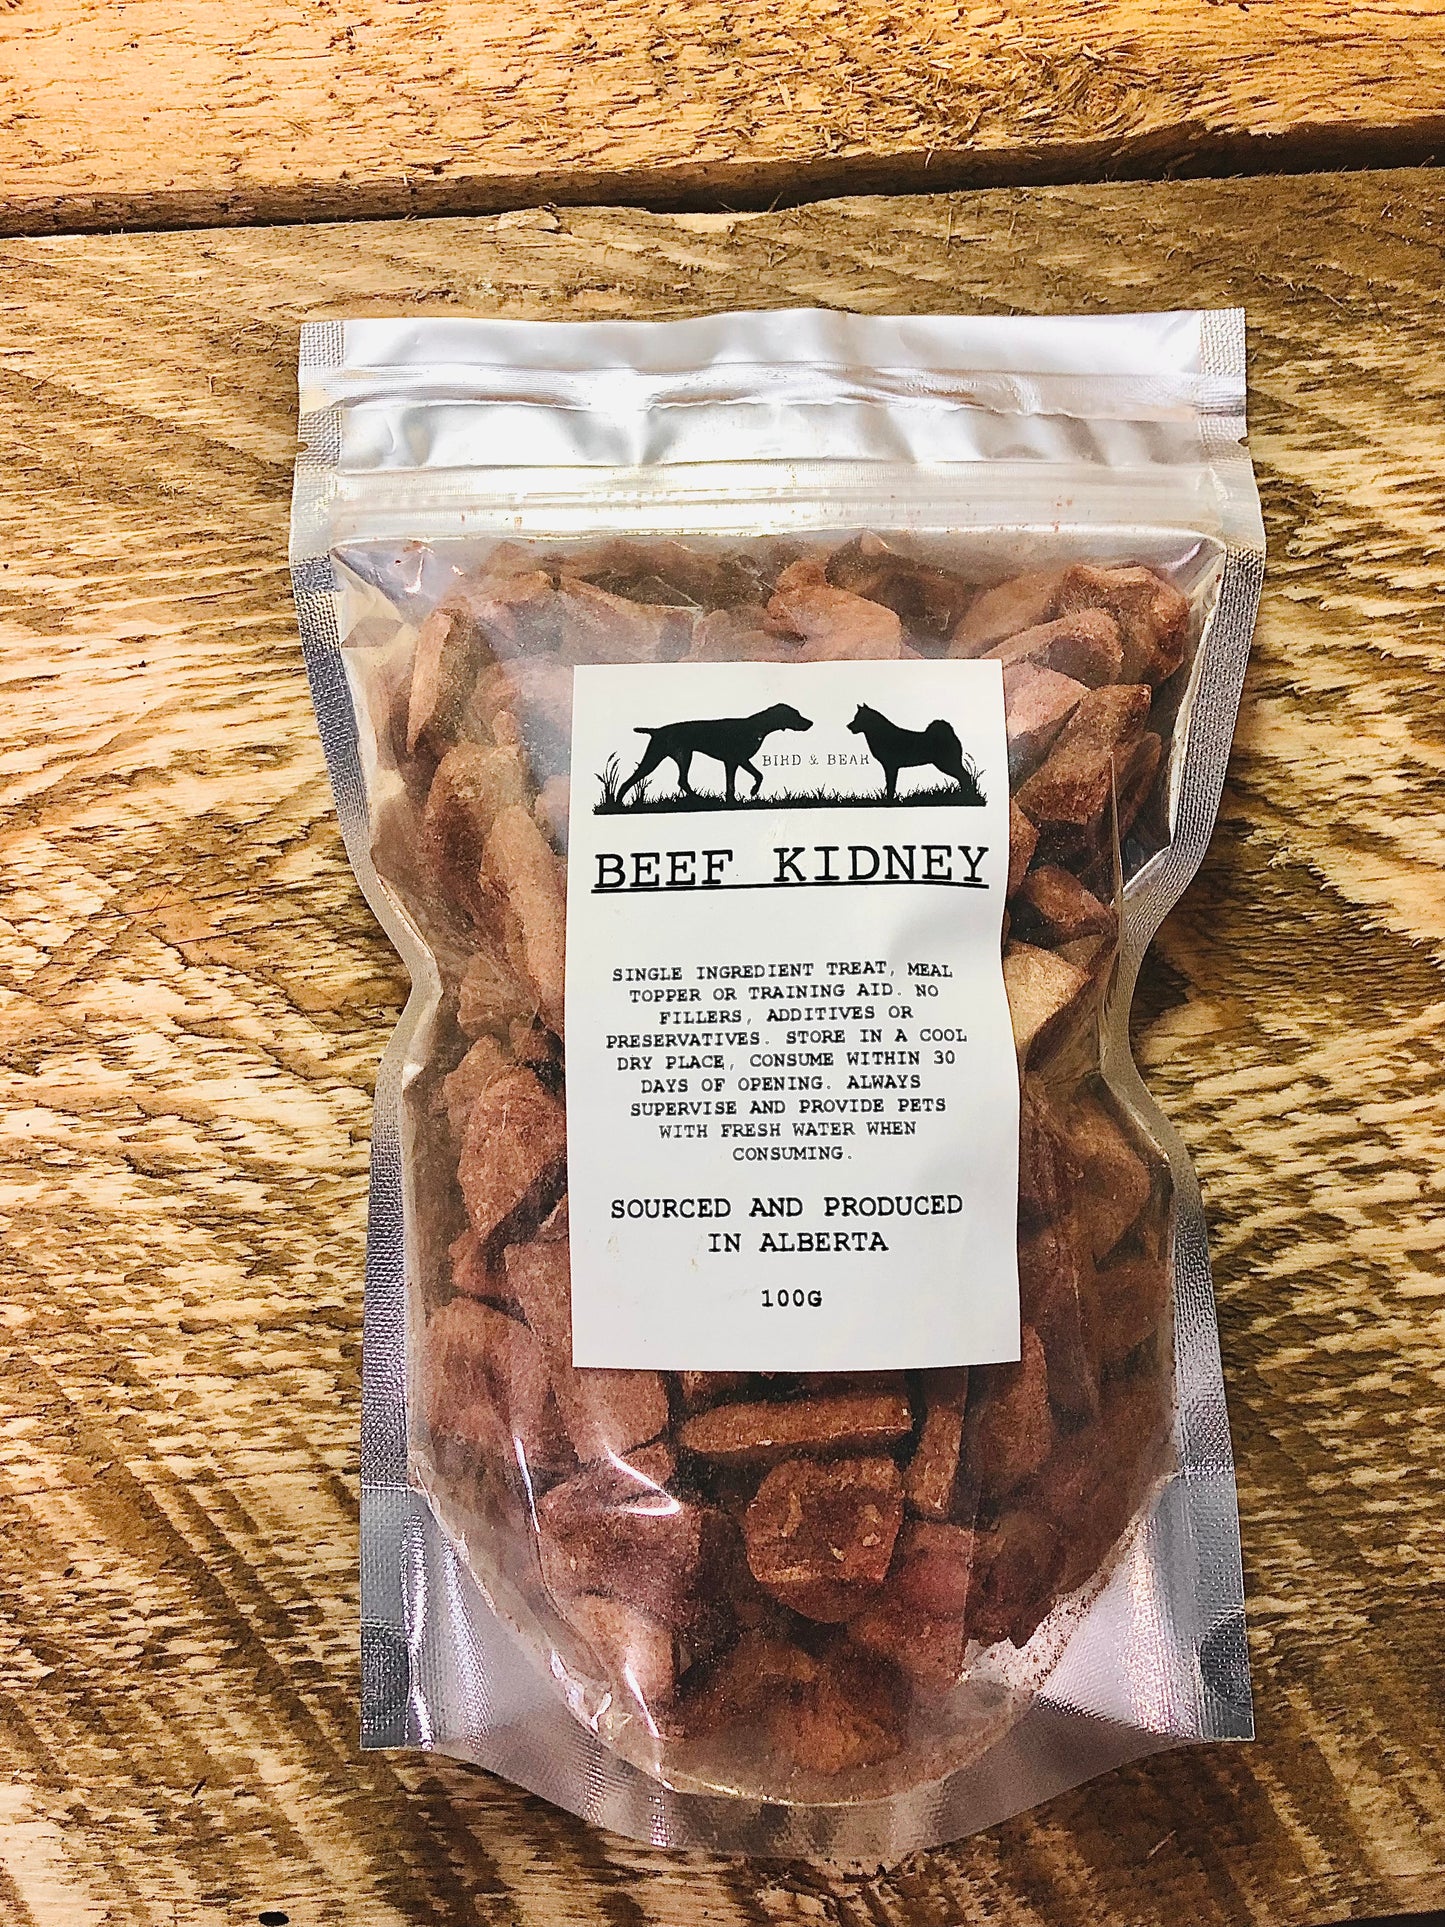 BIRD & BEAR
BEEF KIDNEY
SINGLE INGREDIENT TREAT, MEAL
TOPPER OR TRAINING AID. NO
FILLERS, ADDITIVES OR
PRESERVATIVES. STORE IN A COOL
DRY PLACE, CONSUME WITHIN 30
DAYS OF OPENING. ALWAYS
SUPERVISE AND PROVIDE PETS
WITH FRESH WATER WHEN
CONSUMING.
SOURCED AND PRODUCED
IN ALBERTA
100G